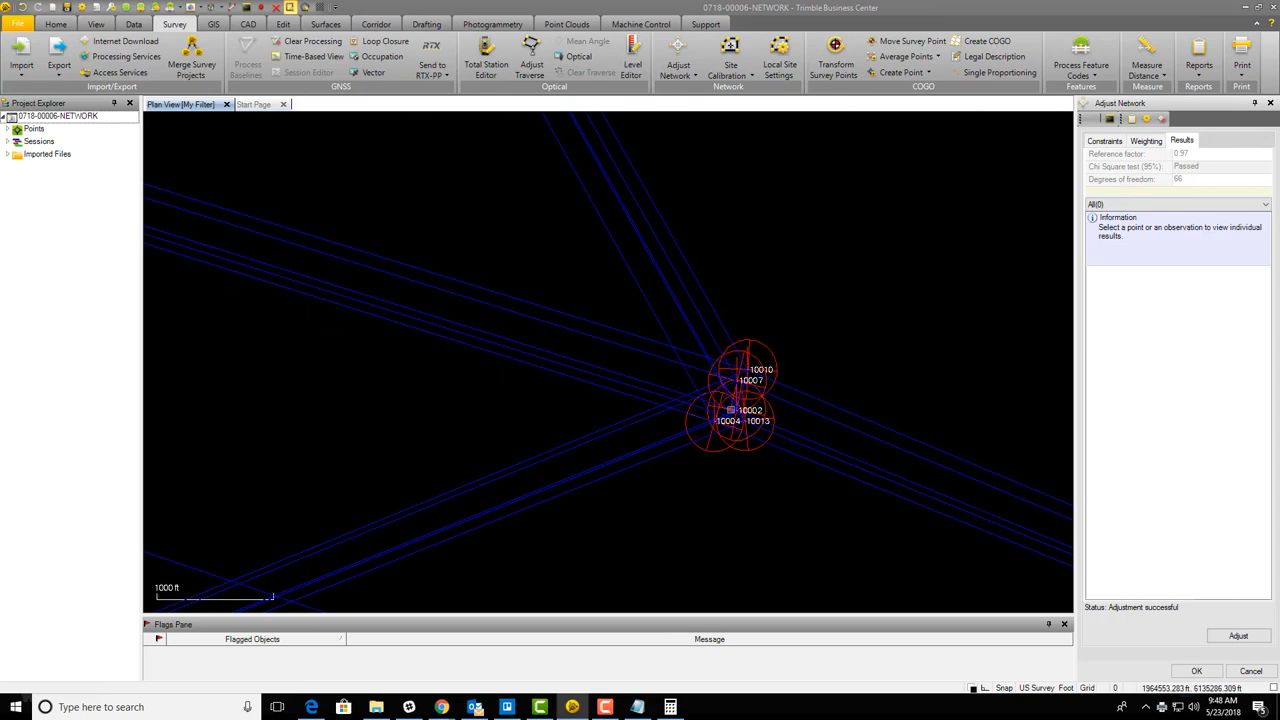 0718-00006-NETWORK - Trimble Business Center
File
Home
View
Data
Survey
GIS
CAD
Edit
Surfaces
Corridor
Drafting
Photogrammetry
Point Clouds
Machine Control
Support
Import
Export
Internet Download
Processing Services
Access Services
Merge Survey
Projects
Import/Export
Process
Baselines
Clear Processing
Time-Based View
Session Editor
Loop Closure
Occupation
Vector
RTX
Send to
RTX-PP
GNSS
Total Station
Editor
Adjust
Traverse
Mean Angle
Optical
Clear Traverse
Level
Editor
Optical
Adjust
Network
Site
Calibration
Local Site
Settings
Network
Transform
Survey Points
Move Survey Point
Average Points
Create Point
Create COGO
Legal Description
Single Proportioning
COGO
Process Feature
Codes
Features
Measure
Distance
Measure
Reports
Reports
Print
Print
Project Explorer
0718-00006-NETWORK
Points
Sessions
Imported Files
Plan View [My Filter]
Start Page
10010
10007
10002
10004
10013
1000 ft
Flags Pane
Flagged Objects
Message
Adjust Network
Constraints
Weighting
Results
Reference factor: 0.97
Chi Square test (95%): Passed
Degrees of freedom: 66
All(0)
Information
Select a point or an observation to view individual
results.
Status: Adjustment successful
Adjust
OK
Cancel
Snap
US Survey Foot
Grid
0
1964553.283 ft, 6135286.309 ft
Type here to search
9:48 AM
5/23/2018